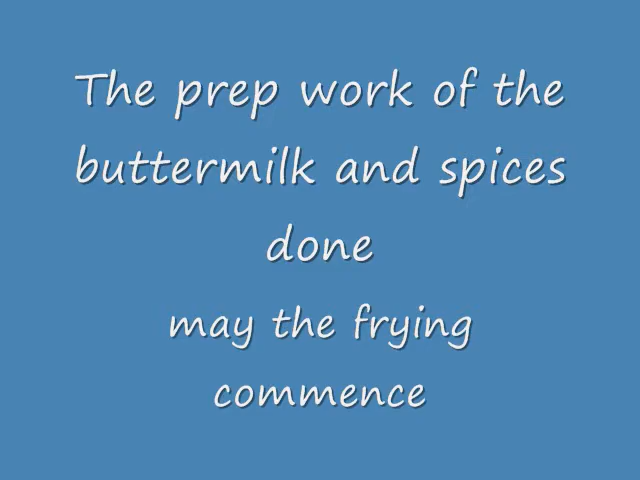 The prep work of the
buttermilk and spices
done
may the frying
commence